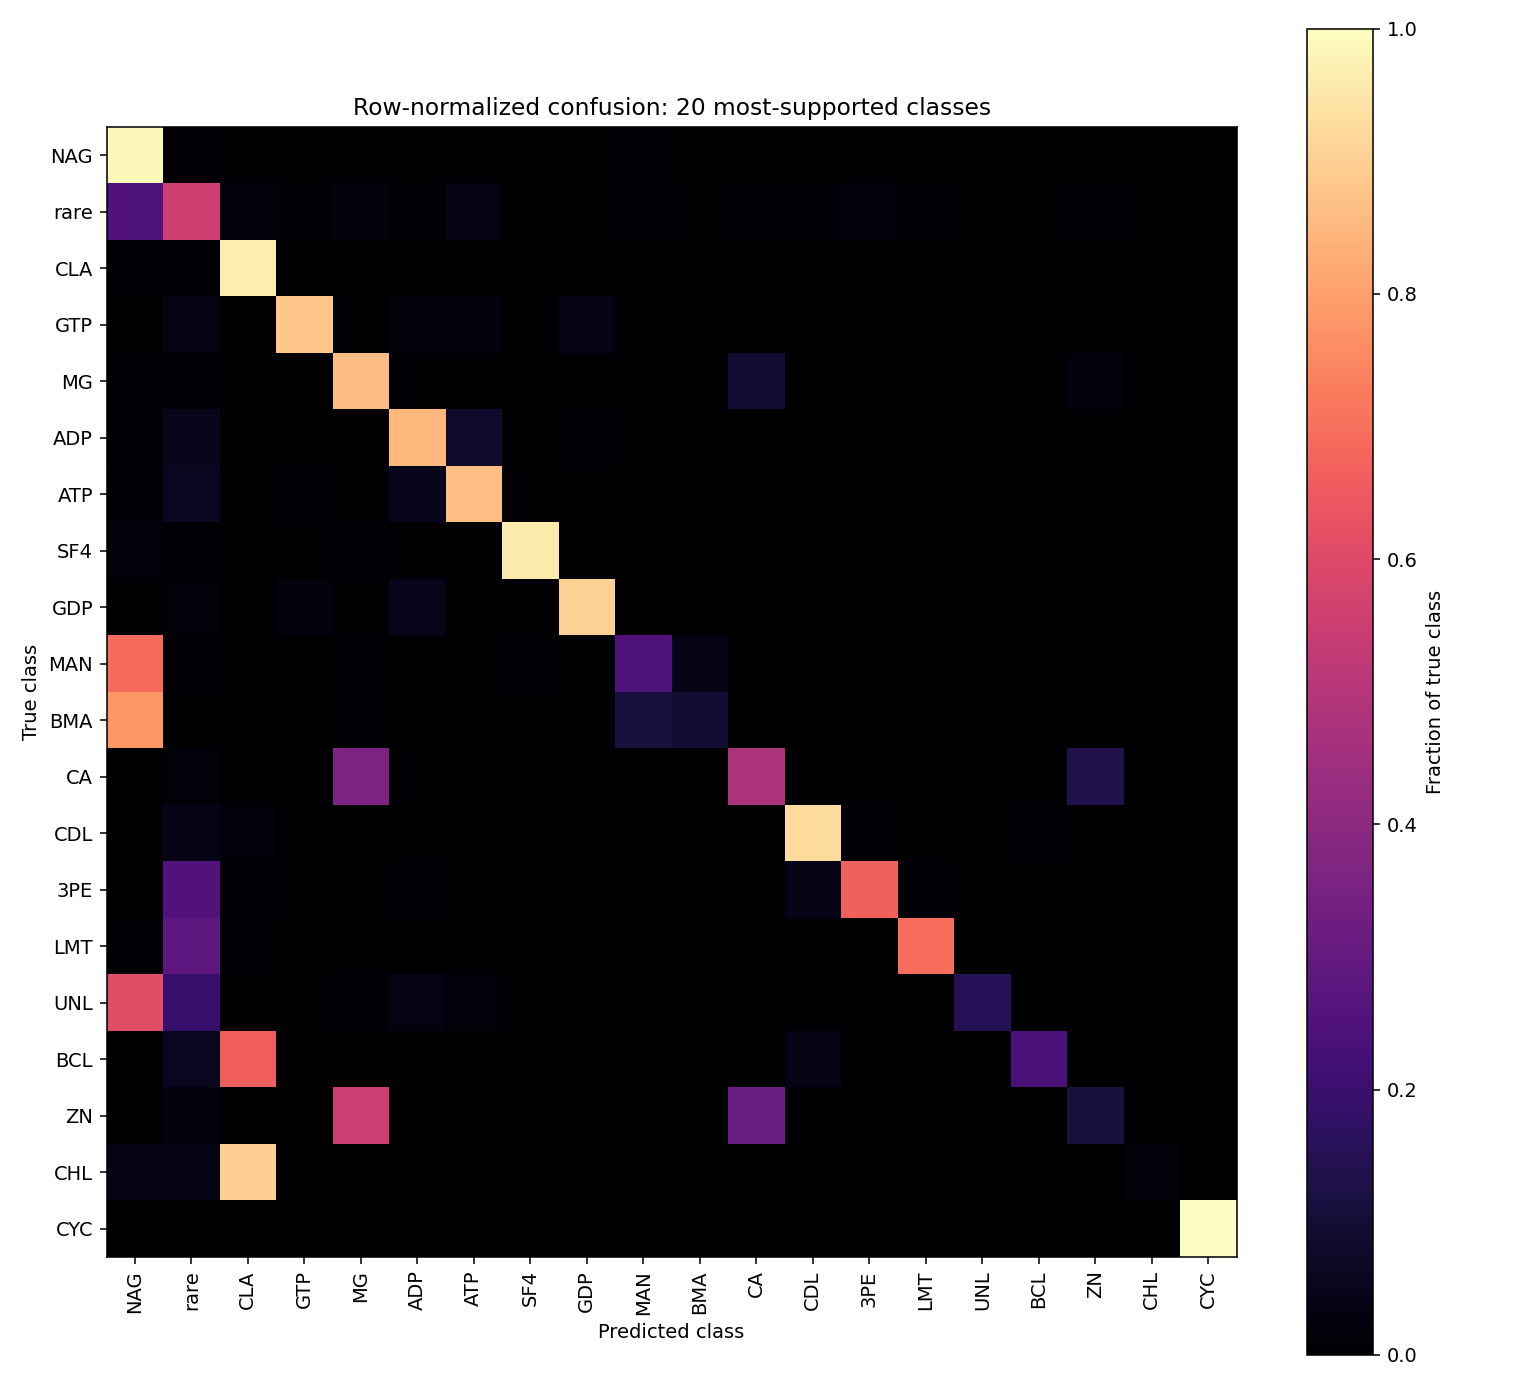 Row-normalized confusion: 20 most-supported classes
True class
NAG
rare
CLA
GTP
MG
ADP
ATP
SF4
GDP
MAN
BMA
CA
CDL
3PE
LMT
UNL
BCL
ZN
CHL
CYC
NAG
rare
CLA
GTP
MG
ADP
ATP
SF4
GDP
MAN
BMA
CA
CDL
3PE
LMT
UNL
BCL
ZN
CHL
CYC
Predicted class
1.0
0.8
0.6
0.4
0.2
0.0
Fraction of true class